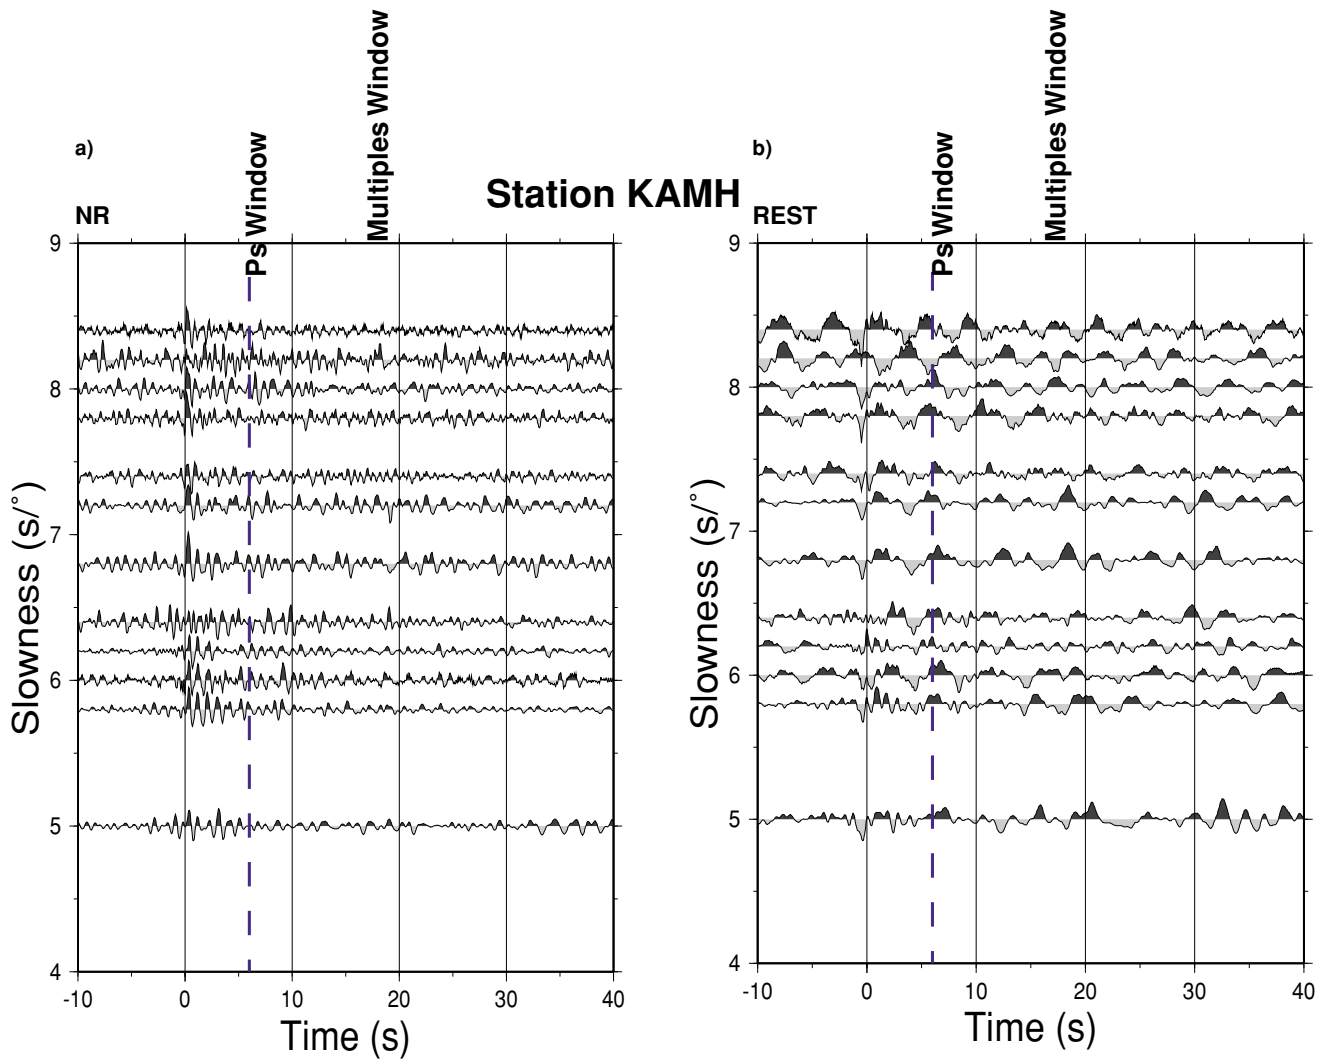 a)
b)
Ps Window
Multiples Window
Ps Window
Multiples Window
Station KAMH
NR
REST
9
8
7
6
5
4
Slowness (s/°)
-10 0 10 20 30 40
Time (s)
9
8
7
6
5
4
Slowness (s/°)
-10 0 10 20 30 40
Time (s)